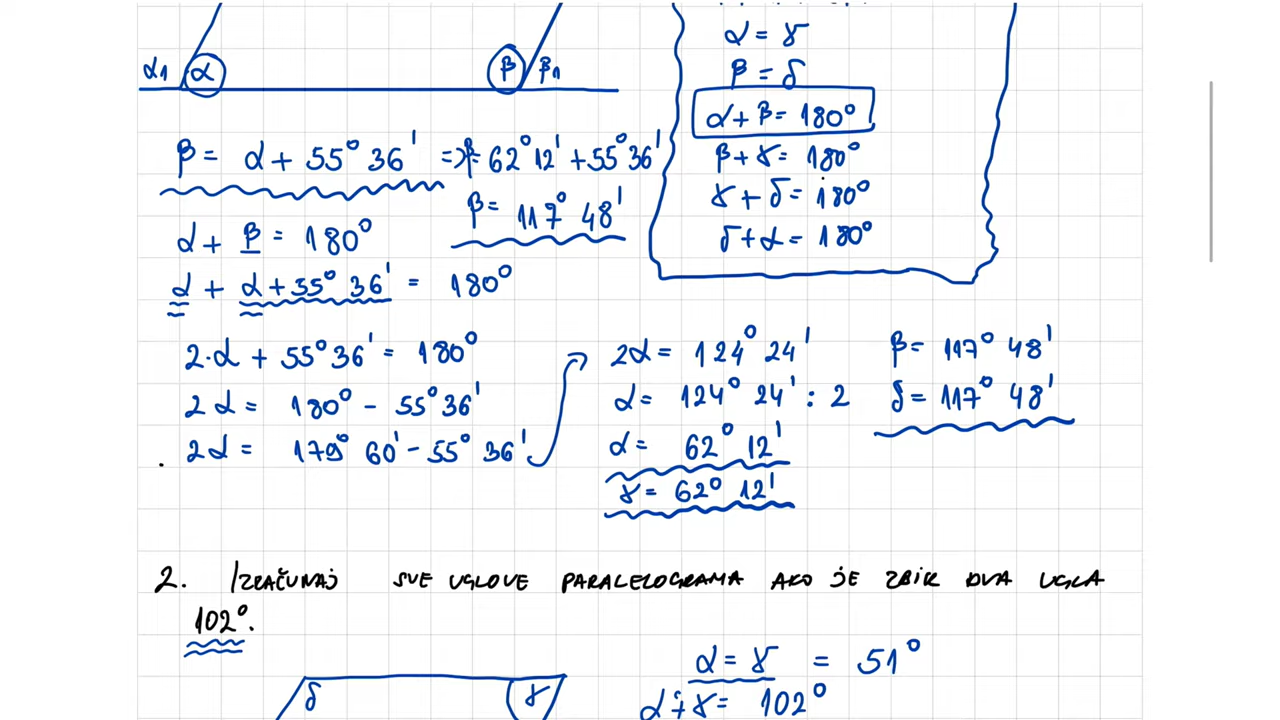 α = γ
α1 α β β1
β = δ
α + β = 180°
β = α + 55° 36' => β = 62° 12' + 55° 36'
β + γ = 180°
β = 117° 48'
γ + δ = 180°
α + β = 180°
δ + α = 180°
α + α + 55° 36' = 180°
2·α + 55° 36' = 180°
2α = 180° - 55° 36'
2α = 179° 60' - 55° 36'
2α = 124° 24'
α = 124° 24' : 2
α = 62° 12'
γ = 62° 12'
β = 117° 48'
δ = 117° 48'
2. IZRAČUNAJ SVE UGLOVE PARALELOGRAMA AKO JE ZBIR DVA UGLA
102°.
α = γ = 51°
δ γ
α + γ = 102°